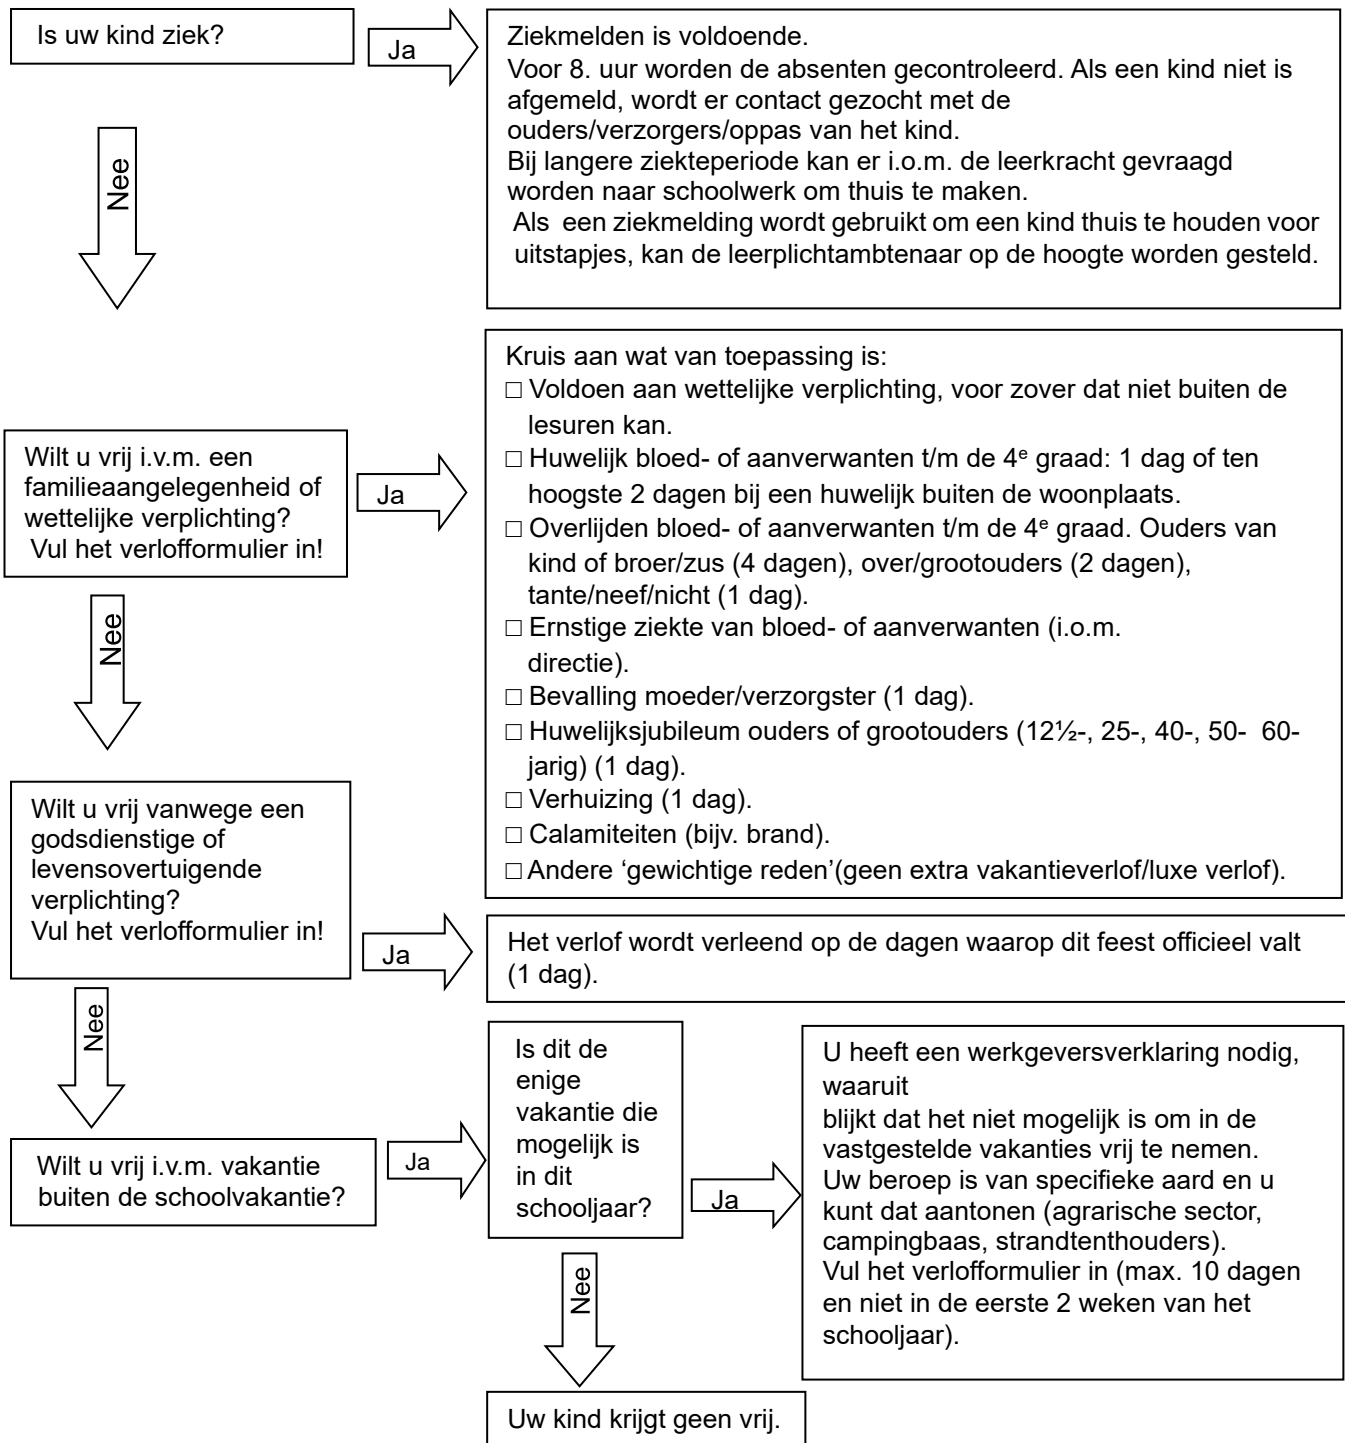 Is uw kind ziek?
Ja
Ziekmelden is voldoende.
Voor 8. uur worden de absenten gecontroleerd. Als een kind niet is
afgemeld, wordt er contact gezocht met de
ouders/verzorgers/oppas van het kind.
Bij langere ziekteperiode kan er i.o.m. de leerkracht gevraagd
worden naar schoolwerk om thuis te maken.
Als een ziekmelding wordt gebruikt om een kind thuis te houden voor
uitstapjes, kan de leerplichtambtenaar op de hoogte worden gesteld.
Nee
Wilt u vrij i.v.m. een
familieaangelegenheid of
wettelijke verplichting?
Vul het verlofformulier in!
Ja
Kruis aan wat van toepassing is:
□ Voldoen aan wettelijke verplichting, voor zover dat niet buiten de
lesuren kan.
□ Huwelijk bloed- of aanverwanten t/m de 4e graad: 1 dag of ten
hoogste 2 dagen bij een huwelijk buiten de woonplaats.
□ Overlijden bloed- of aanverwanten t/m de 4e graad. Ouders van
kind of broer/zus (4 dagen), over/grootouders (2 dagen),
tante/neef/nicht (1 dag).
□ Ernstige ziekte van bloed- of aanverwanten (i.o.m.
directie).
□ Bevalling moeder/verzorgster (1 dag).
□ Huwelijksjubileum ouders of grootouders (12½-, 25-, 40-, 50- 60-
jarig) (1 dag).
□ Verhuizing (1 dag).
□ Calamiteiten (bijv. brand).
□ Andere ‘gewichtige reden’(geen extra vakantieverlof/luxe verlof).
Nee
Wilt u vrij vanwege een
godsdienstige of
levensovertuigende
verplichting?
Vul het verlofformulier in!
Ja
Het verlof wordt verleend op de dagen waarop dit feest officieel valt
(1 dag).
Nee
Wilt u vrij i.v.m. vakantie
buiten de schoolvakantie?
Ja
Is dit de
enige
vakantie die
mogelijk is
in dit
schooljaar?
Ja
U heeft een werkgeversverklaring nodig,
waaruit
blijkt dat het niet mogelijk is om in de
vastgestelde vakanties vrij te nemen.
Uw beroep is van specifieke aard en u
kunt dat aantonen (agrarische sector,
campingbaas, strandtenthouders).
Vul het verlofformulier in (max. 10 dagen
en niet in de eerste 2 weken van het
schooljaar).
Nee
Uw kind krijgt geen vrij.